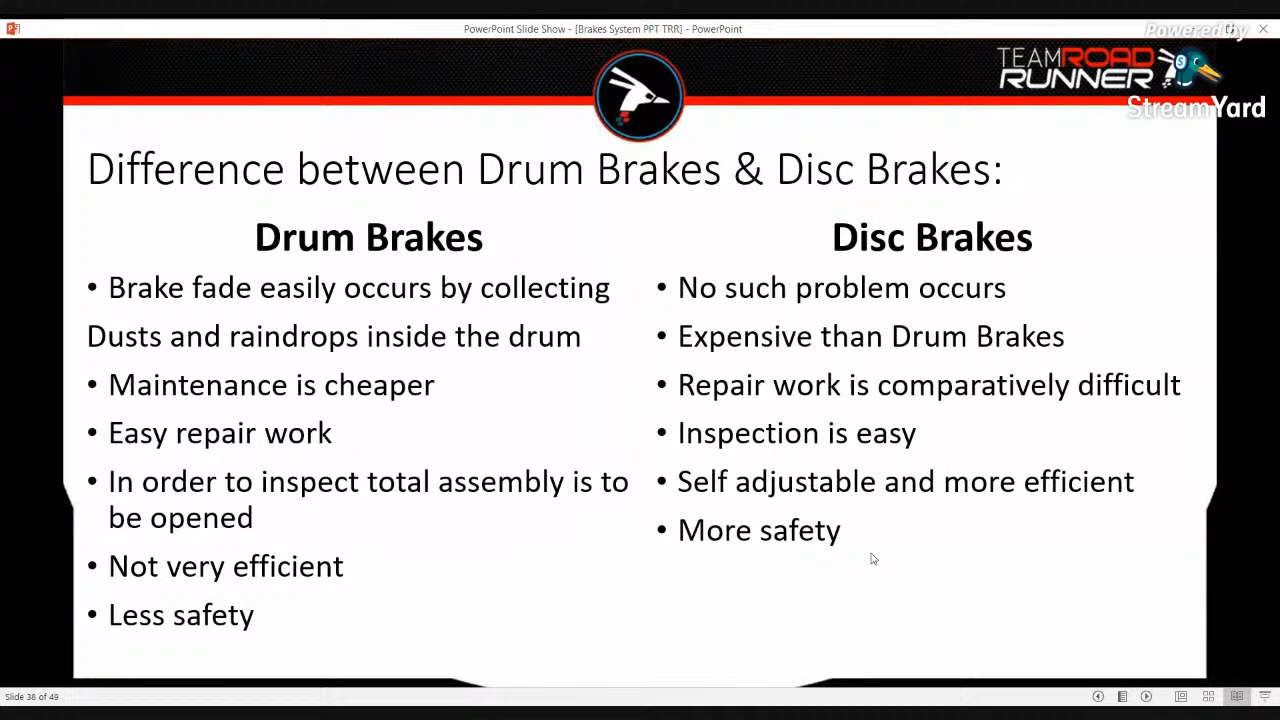 PowerPoint Slide Show - [Brakes System PPT TRR] - PowerPoint
Powered by
TEAMROAD
RUNNER
StreamYard
Difference between Drum Brakes & Disc Brakes:
Drum Brakes
• Brake fade easily occurs by collecting
Dusts and raindrops inside the drum
• Maintenance is cheaper
• Easy repair work
• In order to inspect total assembly is to
be opened
• Not very efficient
• Less safety
Disc Brakes
• No such problem occurs
• Expensive than Drum Brakes
• Repair work is comparatively difficult
• Inspection is easy
• Self adjustable and more efficient
• More safety
Slide 38 of 49